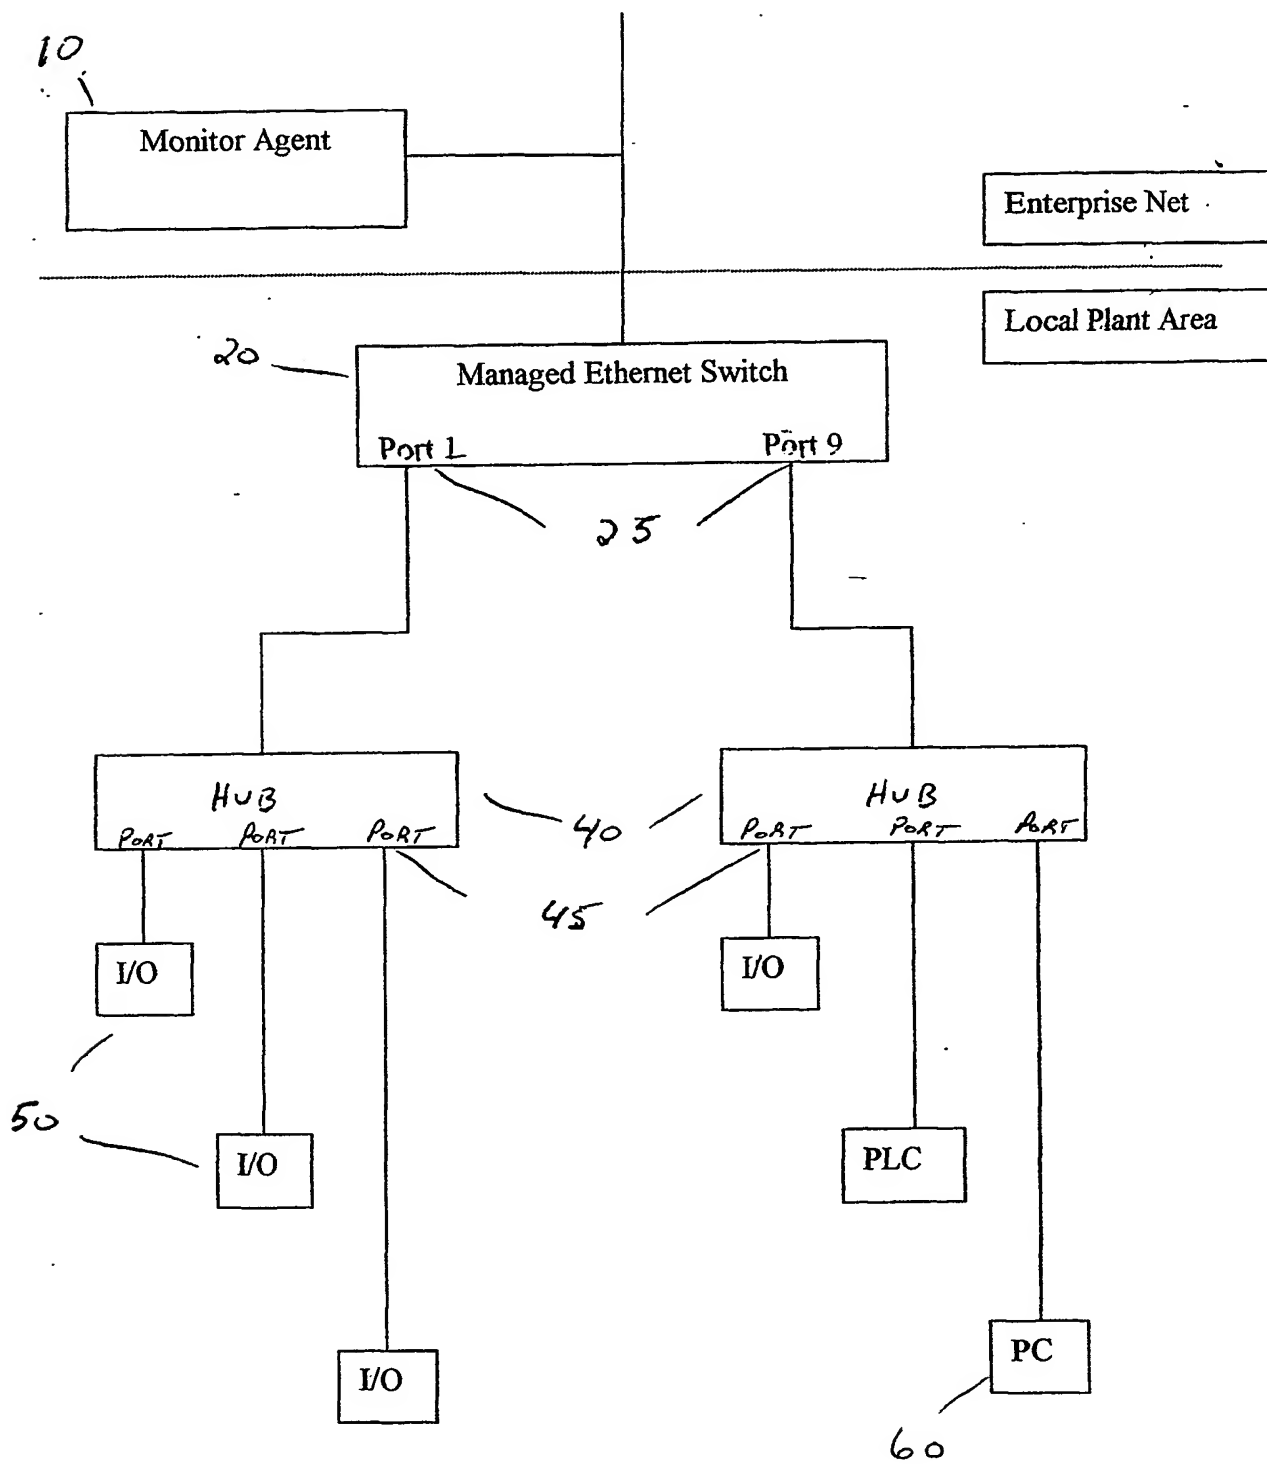 10
Monitor Agent
Enterprise Net
Local Plant Area
20
Managed Ethernet Switch
Port 1
Port 9
25
HUB
PORT PORT PORT
HUB
PORT PORT PORT
40
45
I/O
I/O
50
I/O
PLC
I/O
PC
60